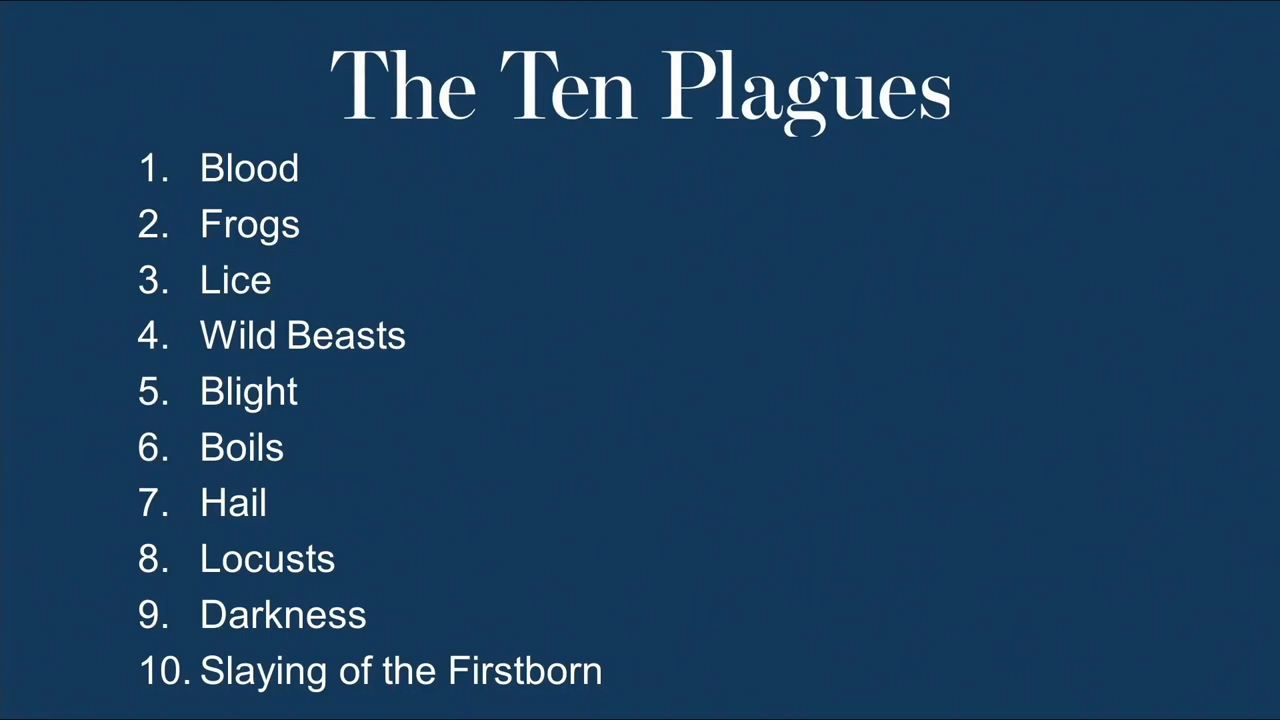 The Ten Plagues
1. Blood
2. Frogs
3. Lice
4. Wild Beasts
5. Blight
6. Boils
7. Hail
8. Locusts
9. Darkness
10. Slaying of the Firstborn